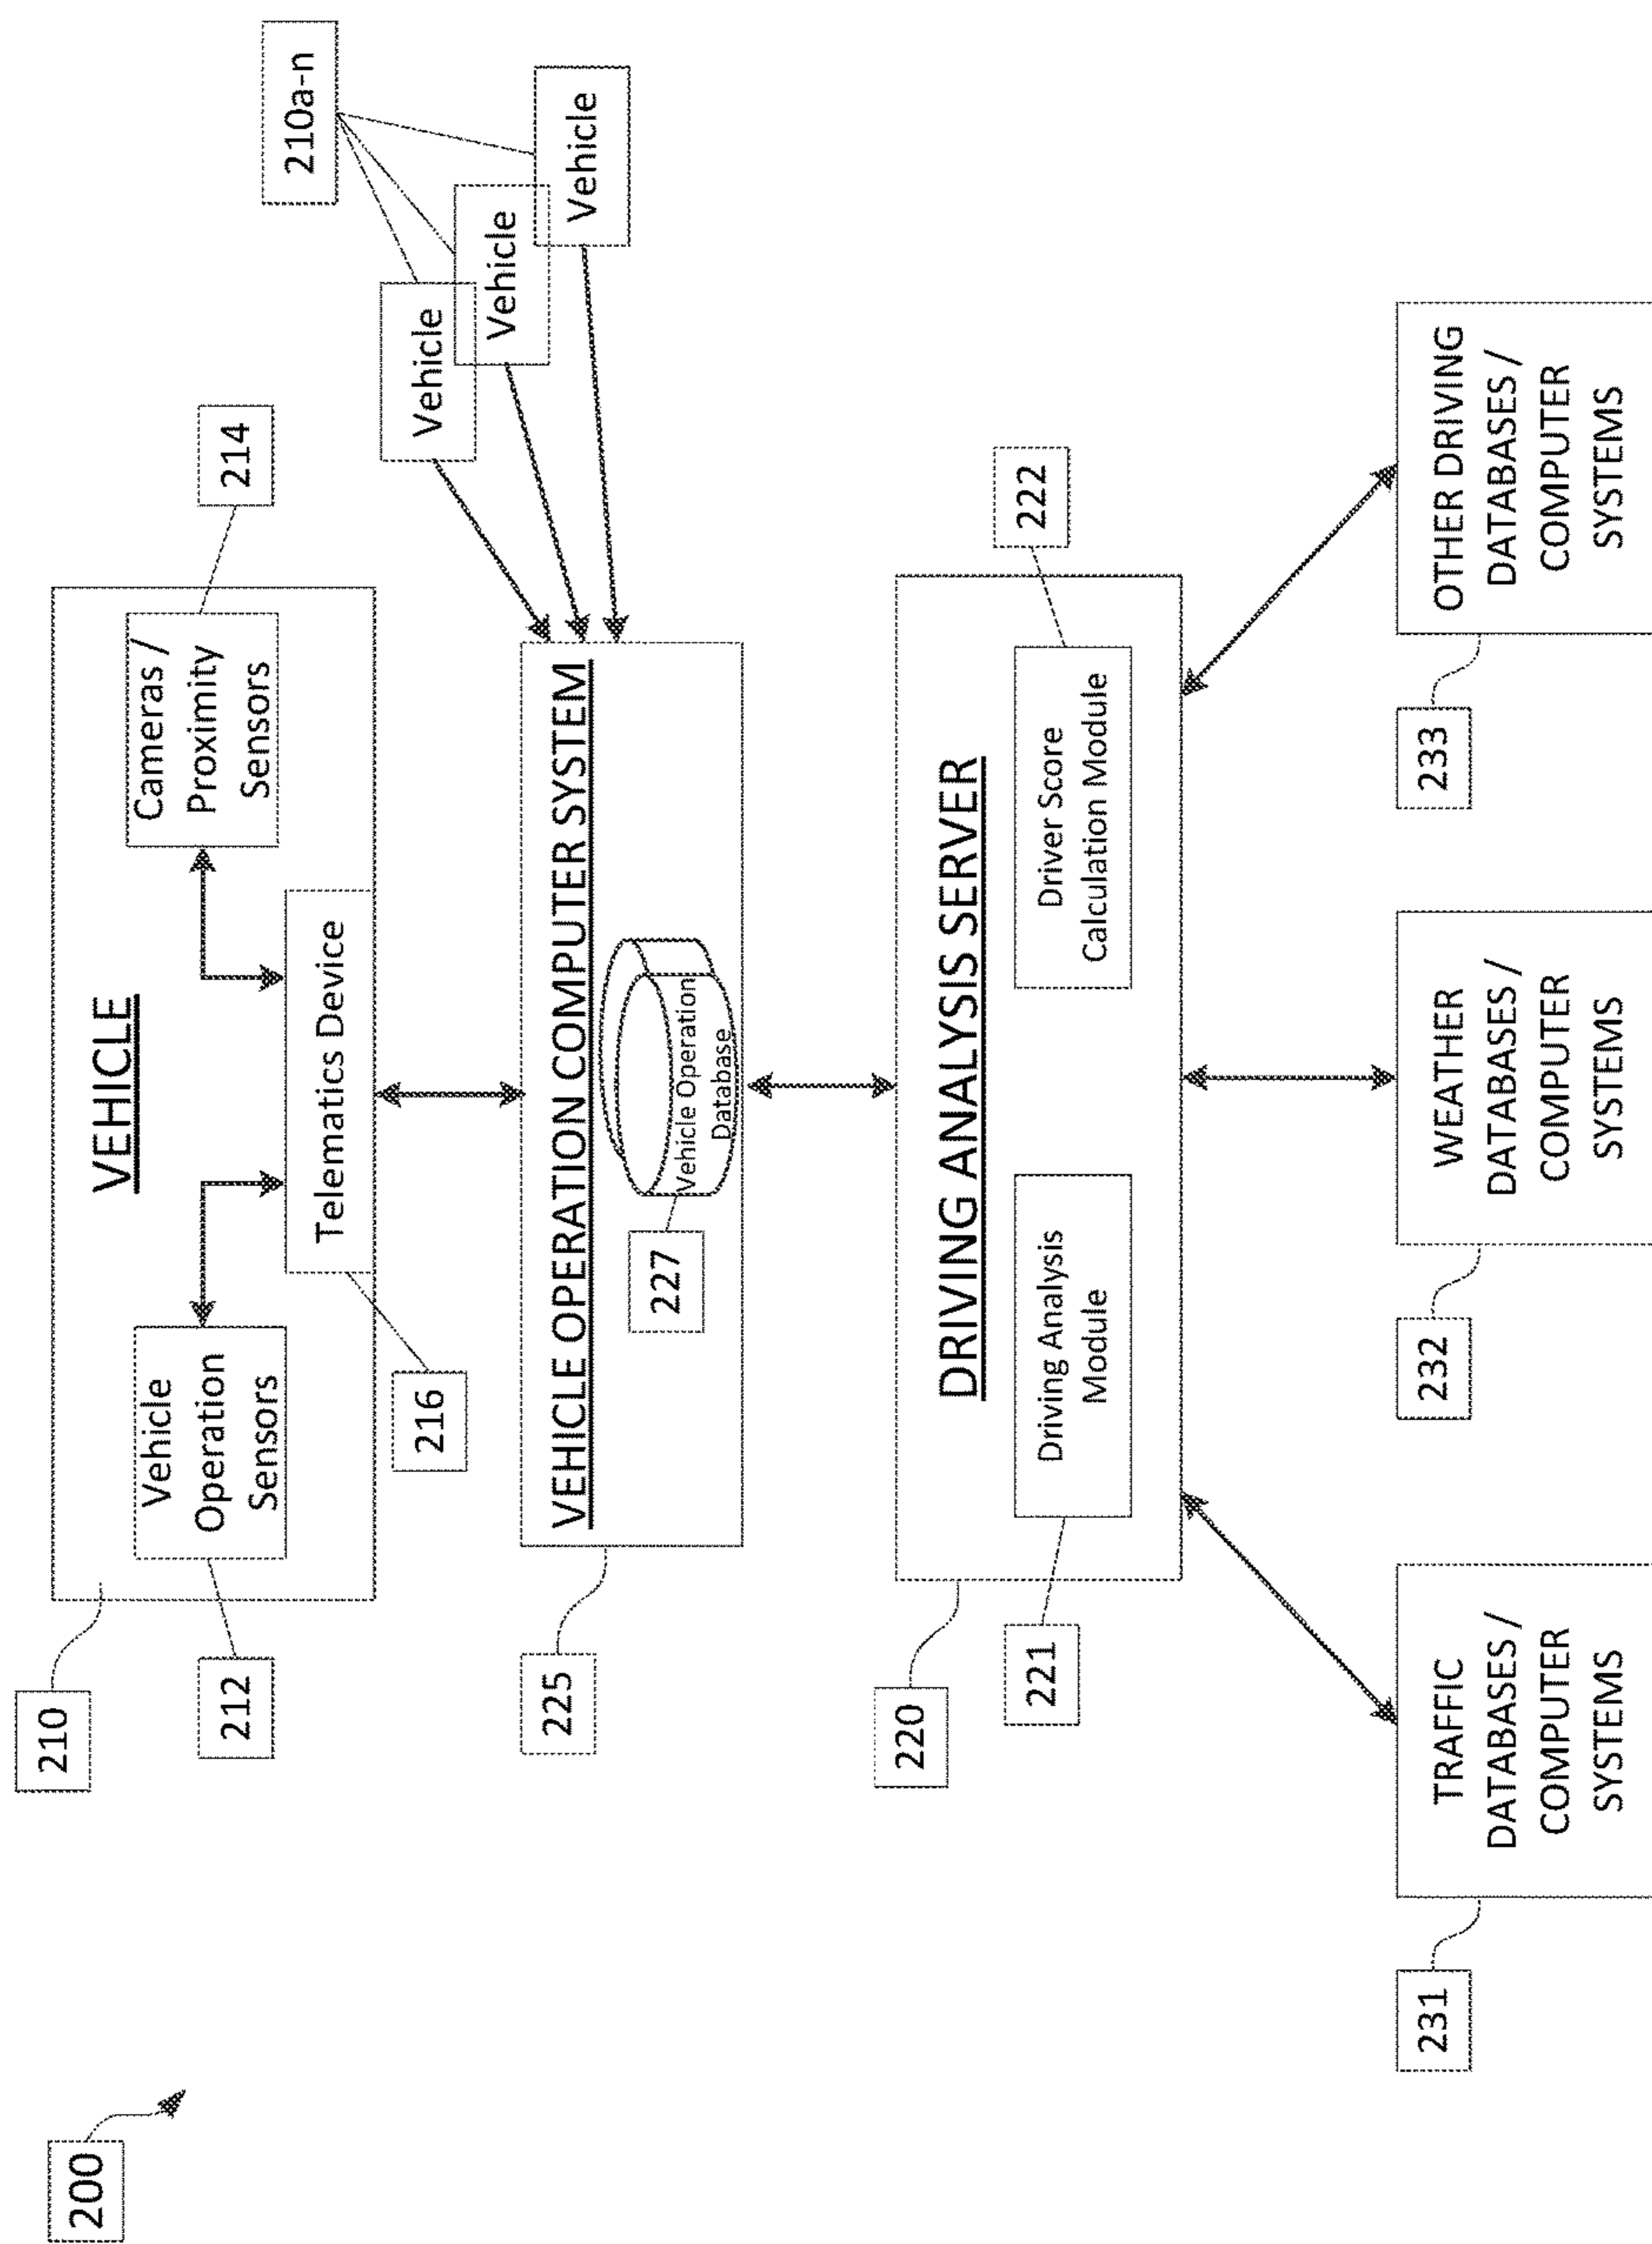 200
210
VEHICLE
212
Vehicle
Operation
Sensors
Cameras /
Proximity
Sensors
214
Telematics Device
216
210a-n
Vehicle
Vehicle
Vehicle
225
VEHICLE OPERATION COMPUTER SYSTEM
227
Vehicle Operation
Database
220
DRIVING ANALYSIS SERVER
221
Driving Analysis
Module
Driver Score
Calculation Module
222
231
TRAFFIC
DATABASES /
COMPUTER
SYSTEMS
232
WEATHER
DATABASES /
COMPUTER
SYSTEMS
233
OTHER DRIVING
DATABASES /
COMPUTER
SYSTEMS